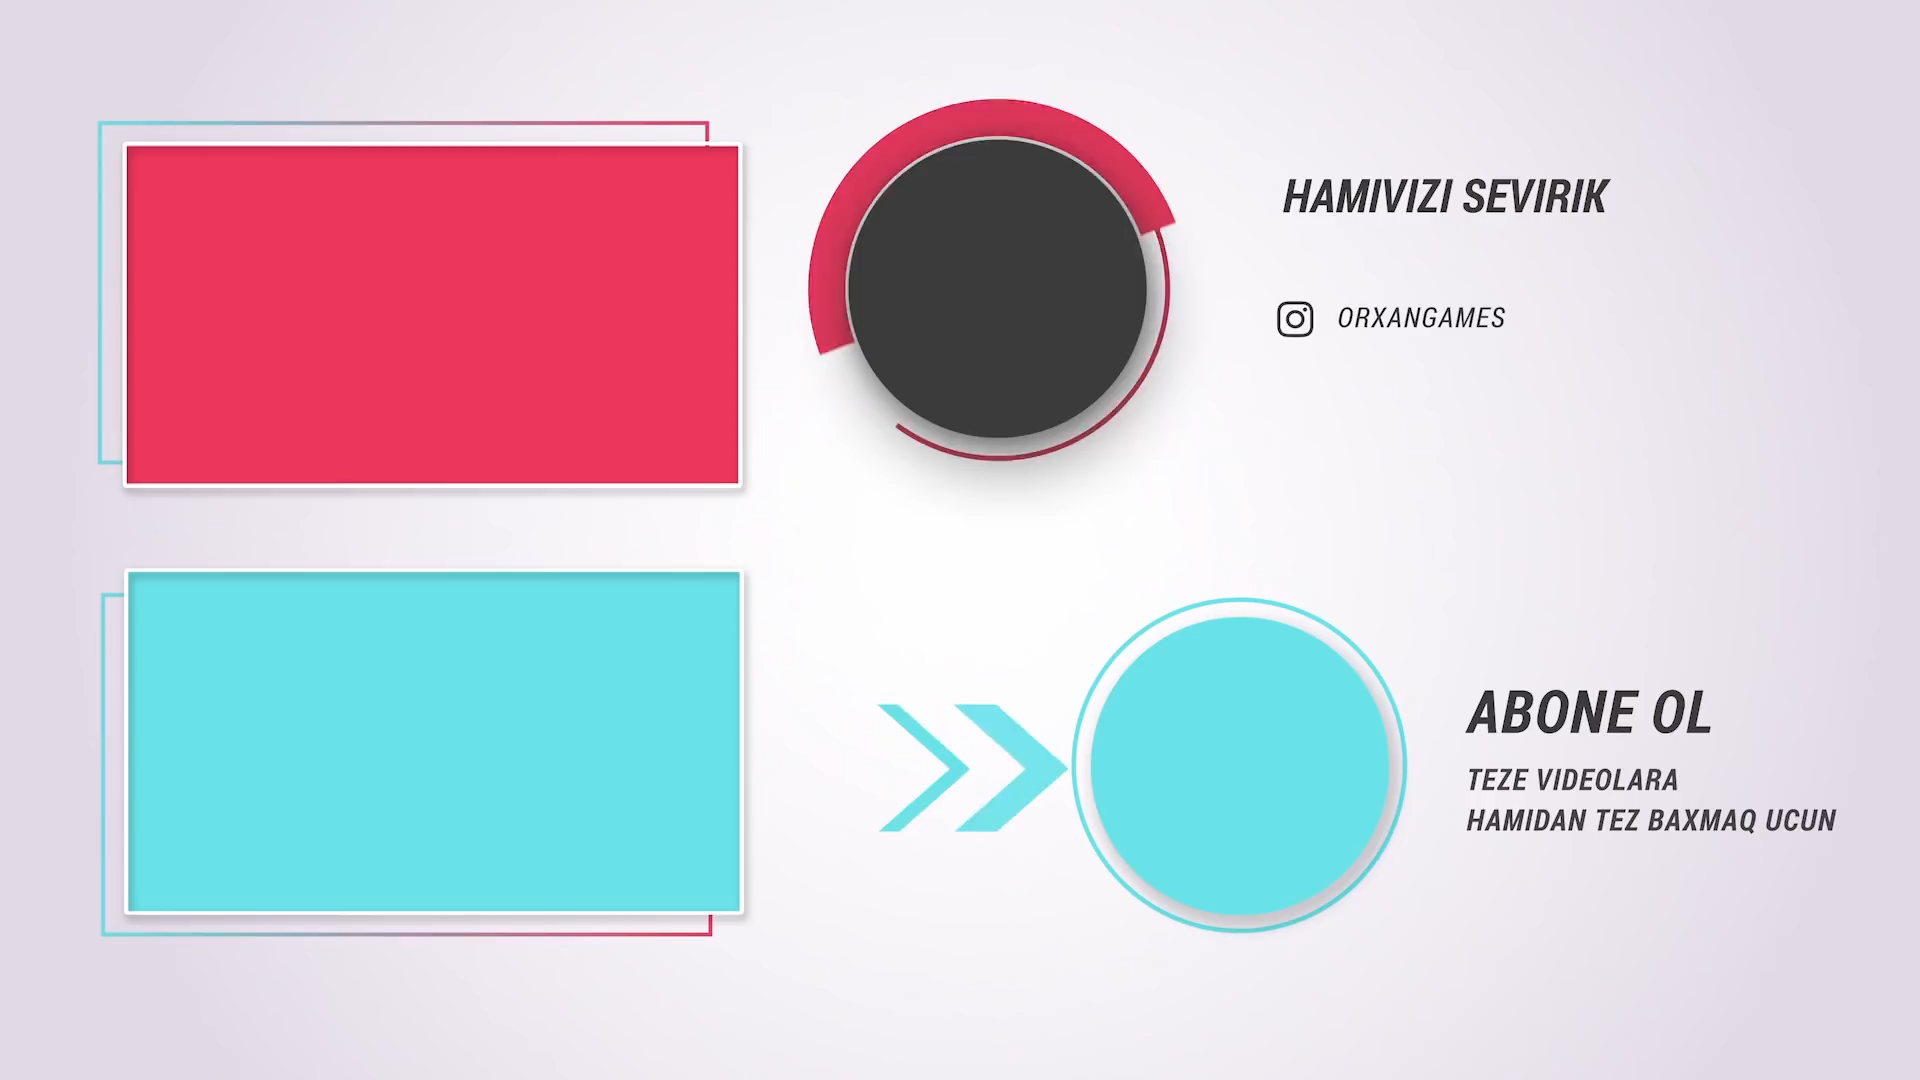 HAMIVIZI SEVIRIK
ORXANGAMES
ABONE OL
TEZE VIDEOLARA
HAMIDAN TEZ BAXMAQ UCUN